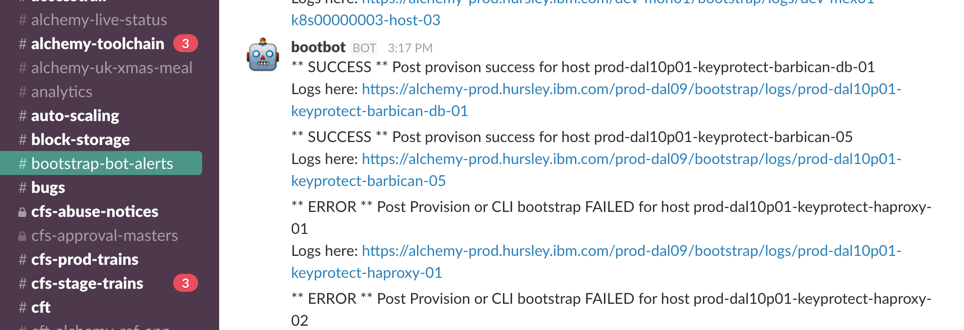 # alchemy-live-status
# alchemy-toolchain 3
# alchemy-uk-xmas-meal
# analytics
# auto-scaling
# block-storage
# bootstrap-bot-alerts
# bugs
cfs-abuse-notices
cfs-approval-masters
# cfs-prod-trains
# cfs-stage-trains 3
# cft
Logs here: https://alchemy-prod.hursley.ibm.com/dev-mon01/bootstrap/logs/dev-mex01-
k8s00000003-host-03
bootbot BOT 3:17 PM
** SUCCESS ** Post provison success for host prod-dal10p01-keyprotect-barbican-db-01
Logs here: https://alchemy-prod.hursley.ibm.com/prod-dal09/bootstrap/logs/prod-dal10p01-
keyprotect-barbican-db-01
** SUCCESS ** Post provison success for host prod-dal10p01-keyprotect-barbican-05
Logs here: https://alchemy-prod.hursley.ibm.com/prod-dal09/bootstrap/logs/prod-dal10p01-
keyprotect-barbican-05
** ERROR ** Post Provision or CLI bootstrap FAILED for host prod-dal10p01-keyprotect-haproxy-
01
Logs here: https://alchemy-prod.hursley.ibm.com/prod-dal09/bootstrap/logs/prod-dal10p01-
keyprotect-haproxy-01
** ERROR ** Post Provision or CLI bootstrap FAILED for host prod-dal10p01-keyprotect-haproxy-
02